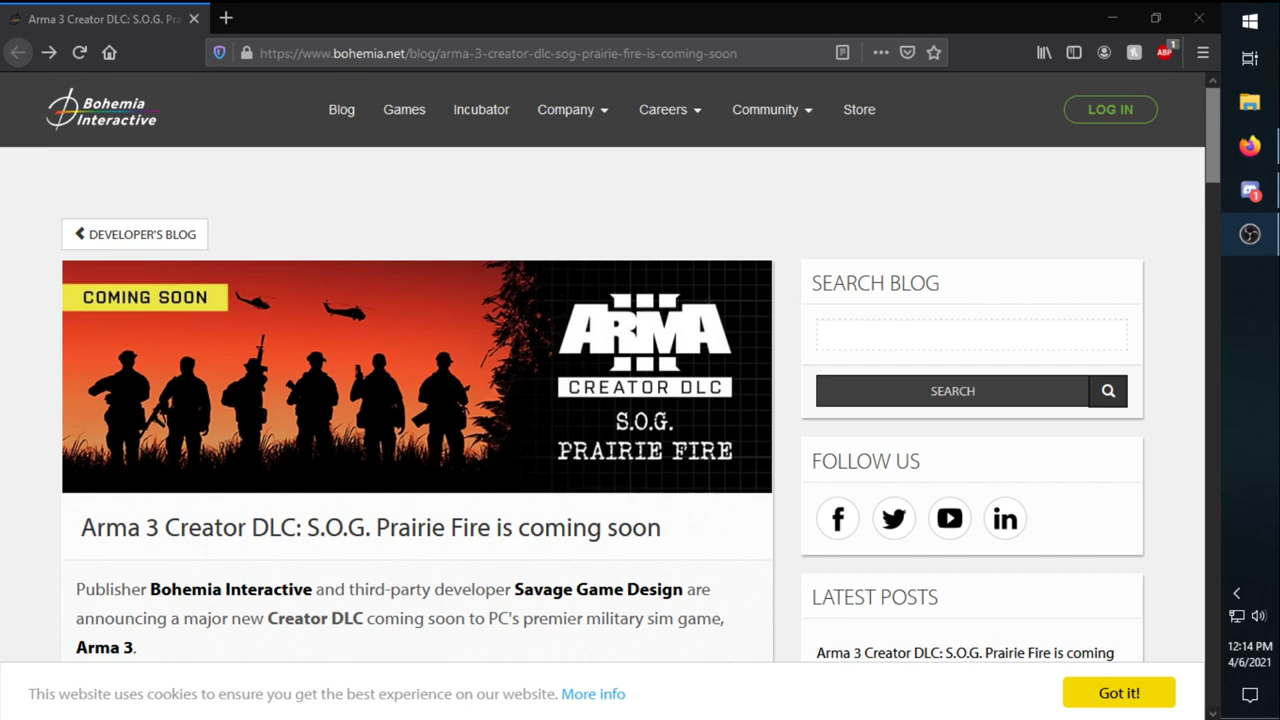 Arma 3 Creator DLC: S.O.G. Pra
https://www.bohemia.net/blog/arma-3-creator-dlc-sog-prairie-fire-is-coming-soon
ABP
1
Bohemia
Interactive
Blog
Games
Incubator
Company
Careers
Community
Store
LOG IN
DEVELOPER'S BLOG
COMING SOON
III
ARMA
III
CREATOR DLC
S.O.G.
PRAIRIE FIRE
Arma 3 Creator DLC: S.O.G. Prairie Fire is coming soon
Publisher Bohemia Interactive and third-party developer Savage Game Design are
announcing a major new Creator DLC coming soon to PC's premier military sim game,
Arma 3.
SEARCH BLOG
SEARCH
FOLLOW US
f
in
LATEST POSTS
Arma 3 Creator DLC: S.O.G. Prairie Fire is coming
This website uses cookies to ensure you get the best experience on our website. More info
Got it!
1
12:14 PM
4/6/2021